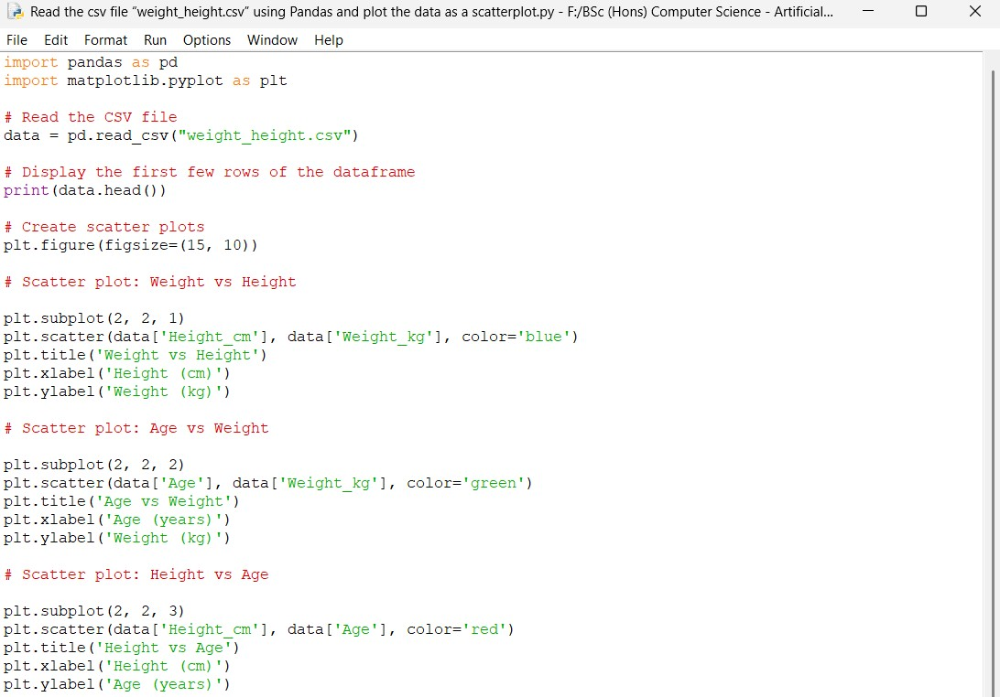 Read the csv file “weight_height.csv” using Pandas and plot the data as a scatterplot.py - F:/BSc (Hons) Computer Science - Artificial...
File Edit Format Run Options Window Help
import pandas as pd
import matplotlib.pyplot as plt
# Read the CSV file
data = pd.read_csv("weight_height.csv")
# Display the first few rows of the dataframe
print(data.head())
# Create scatter plots
plt.figure(figsize=(15, 10))
# Scatter plot: Weight vs Height
plt.subplot(2, 2, 1)
plt.scatter(data['Height_cm'], data['Weight_kg'], color='blue')
plt.title('Weight vs Height')
plt.xlabel('Height (cm)')
plt.ylabel('Weight (kg)')
# Scatter plot: Age vs Weight
plt.subplot(2, 2, 2)
plt.scatter(data['Age'], data['Weight_kg'], color='green')
plt.title('Age vs Weight')
plt.xlabel('Age (years)')
plt.ylabel('Weight (kg)')
# Scatter plot: Height vs Age
plt.subplot(2, 2, 3)
plt.scatter(data['Height_cm'], data['Age'], color='red')
plt.title('Height vs Age')
plt.xlabel('Height (cm)')
plt.ylabel('Age (years)')